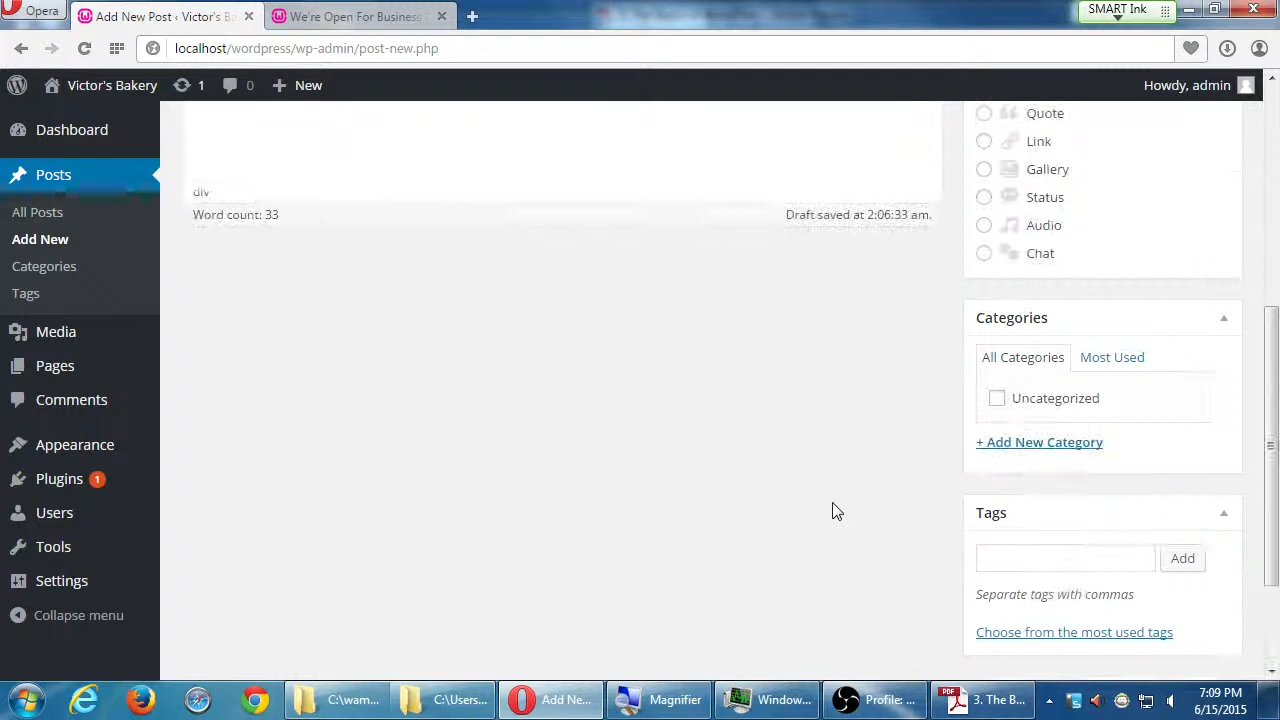 Opera
Add New Post ‹ Victor's Ba
We're Open For Business
SMART Ink
localhost/wordpress/wp-admin/post-new.php
Victor's Bakery
1
0
New
Howdy, admin
Dashboard
Posts
All Posts
Add New
Categories
Tags
Media
Pages
Comments
Appearance
Plugins 1
Users
Tools
Settings
Collapse menu
div
Word count: 33
Draft saved at 2:06:33 am.
Quote
Link
Gallery
Status
Audio
Chat
Categories
All Categories
Most Used
Uncategorized
+ Add New Category
Tags
Add
Separate tags with commas
Choose from the most used tags
C:\wam...
C:\Users...
Add Ne...
Magnifier
Window...
Profile: ...
PDF
3. The B...
7:09 PM
6/15/2015